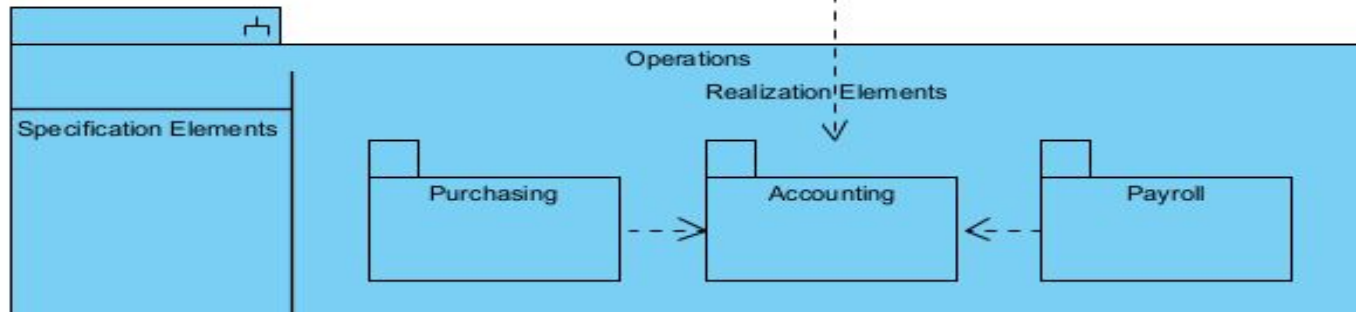 Operations
Realization Elements
Specification Elements
Purchasing
Accounting
Payroll